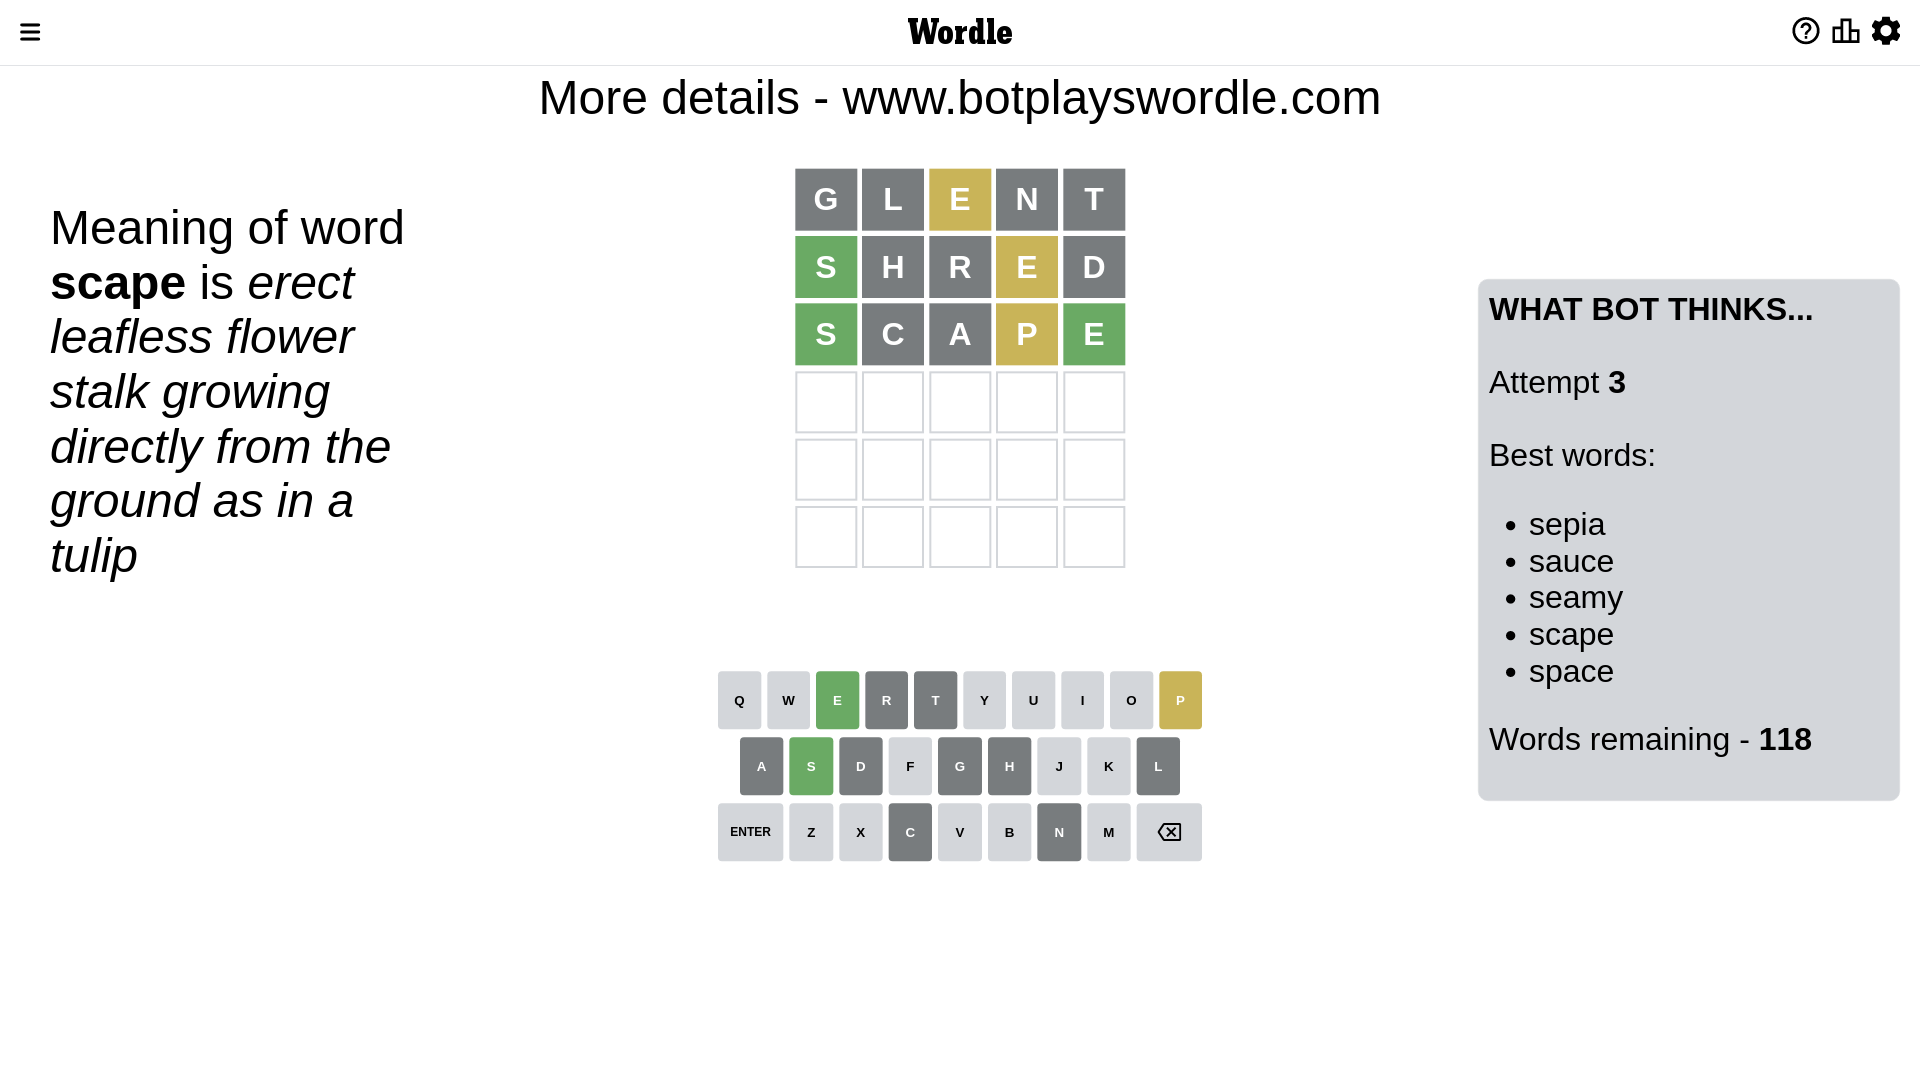 Wordle
More details - www.botplayswordle.com
Meaning of word
scape is erect
leafless flower
stalk growing
directly from the
ground as in a
tulip
G L E N T
S H R E D
S C A P E
WHAT BOT THINKS...
Attempt 3
Best words:
• sepia
• sauce
• seamy
• scape
• space
Words remaining - 118
Q W E R T Y U I O P
A S D F G H J K L
ENTER Z X C V B N M